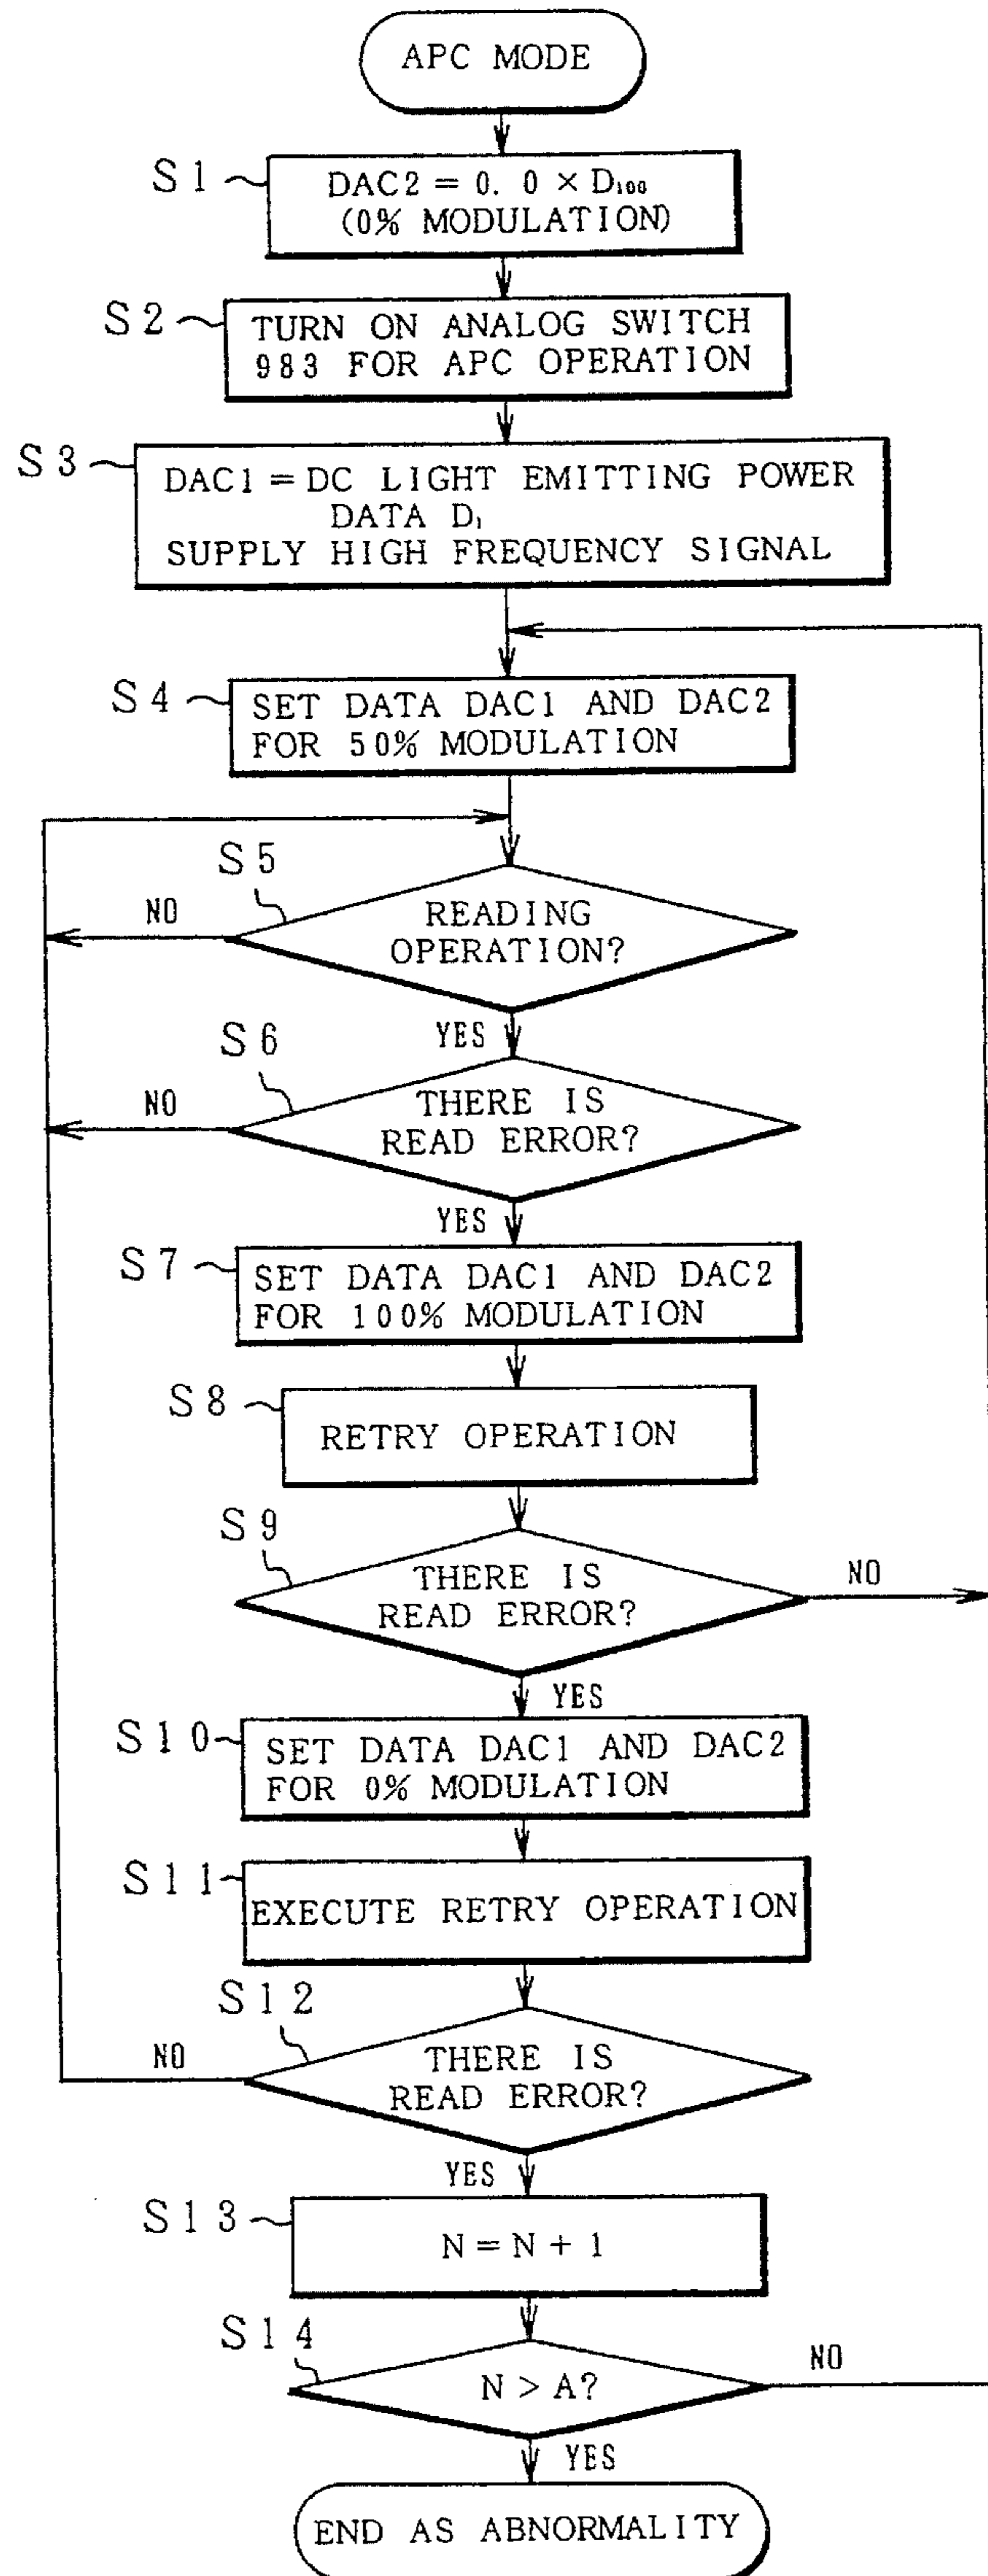 APC MODE
S1
DAC2 = 0.0 × D₁₀₀
(0% MODULATION)
S2
TURN ON ANALOG SWITCH
983 FOR APC OPERATION
S3
DAC1 = DC LIGHT EMITTING POWER
DATA D₁
SUPPLY HIGH FREQUENCY SIGNAL
S4
SET DATA DAC1 AND DAC2
FOR 50% MODULATION
S5
NO
READING
OPERATION?
YES
S6
NO
THERE IS
READ ERROR?
YES
S7
SET DATA DAC1 AND DAC2
FOR 100% MODULATION
S8
RETRY OPERATION
S9
THERE IS
READ ERROR?
NO
YES
S10
SET DATA DAC1 AND DAC2
FOR 0% MODULATION
S11
EXECUTE RETRY OPERATION
S12
NO
THERE IS
READ ERROR?
YES
S13
N = N + 1
S14
N > A?
NO
YES
END AS ABNORMALITY